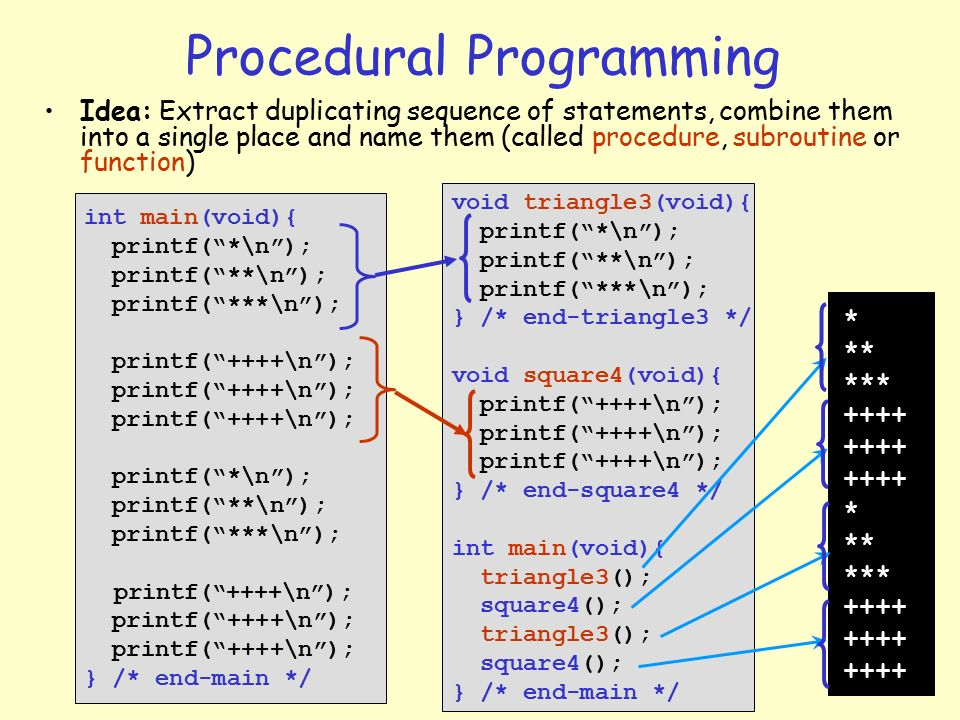 Procedural Programming
• Idea: Extract duplicating sequence of statements, combine them
into a single place and name them (called procedure, subroutine or
function)
int main(void){
printf(“*\n”);
printf(“**\n”);
printf(“***\n”);
printf(“++++\n”);
printf(“++++\n”);
printf(“++++\n”);
printf(“*\n”);
printf(“**\n”);
printf(“***\n”);
printf(“++++\n”);
printf(“++++\n”);
printf(“++++\n”);
} /* end-main */
void triangle3(void){
printf(“*\n”);
printf(“**\n”);
printf(“***\n”);
} /* end-triangle3 */
void square4(void){
printf(“++++\n”);
printf(“++++\n”);
printf(“++++\n”);
} /* end-square4 */
int main(void){
triangle3();
square4();
triangle3();
square4();
} /* end-main */
*
**
***
++++
++++
++++
*
**
***
++++
++++
++++